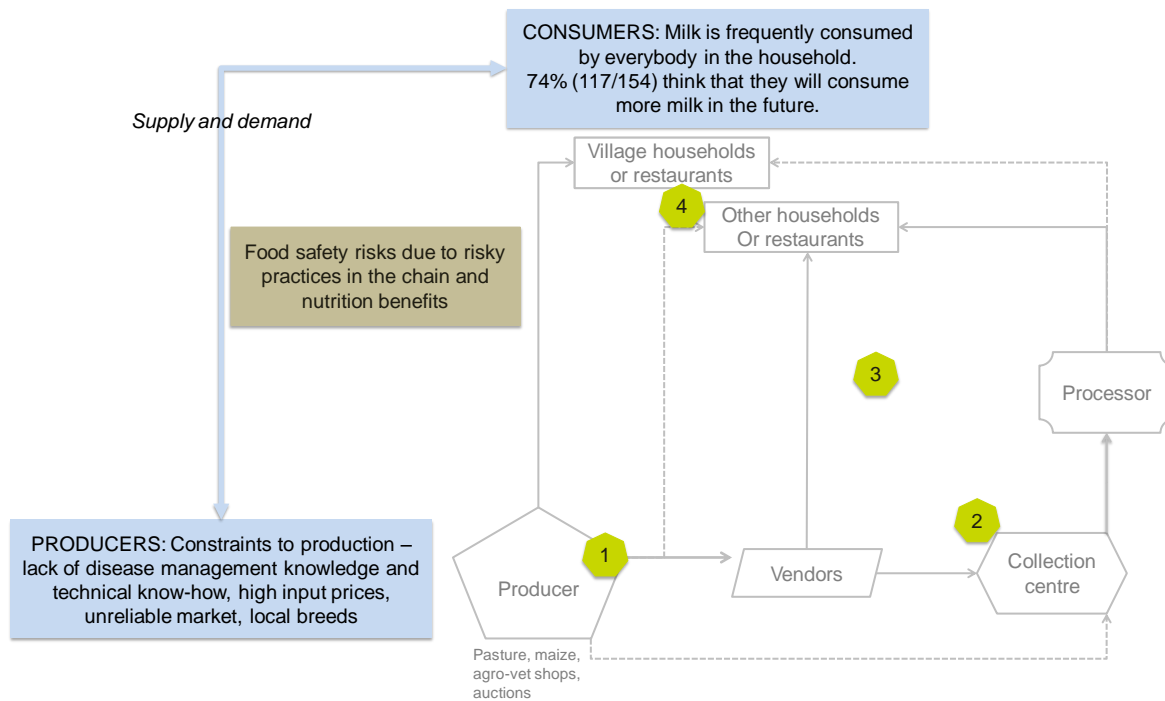 CONSUMERS: Milk is frequently consumed
by everybody in the household.
74% (117/154) think that they will consume
more milk in the future.
Supply and demand
Village households
or restaurants
4
Other households
Or restaurants
Food safety risks due to risky
practices in the chain and
nutrition benefits
3
Processor
2
PRODUCERS: Constraints to production –
lack of disease management knowledge and
technical know-how, high input prices,
unreliable market, local breeds
1
Producer
Vendors
Collection
centre
Pasture, maize,
agro-vet shops,
auctions